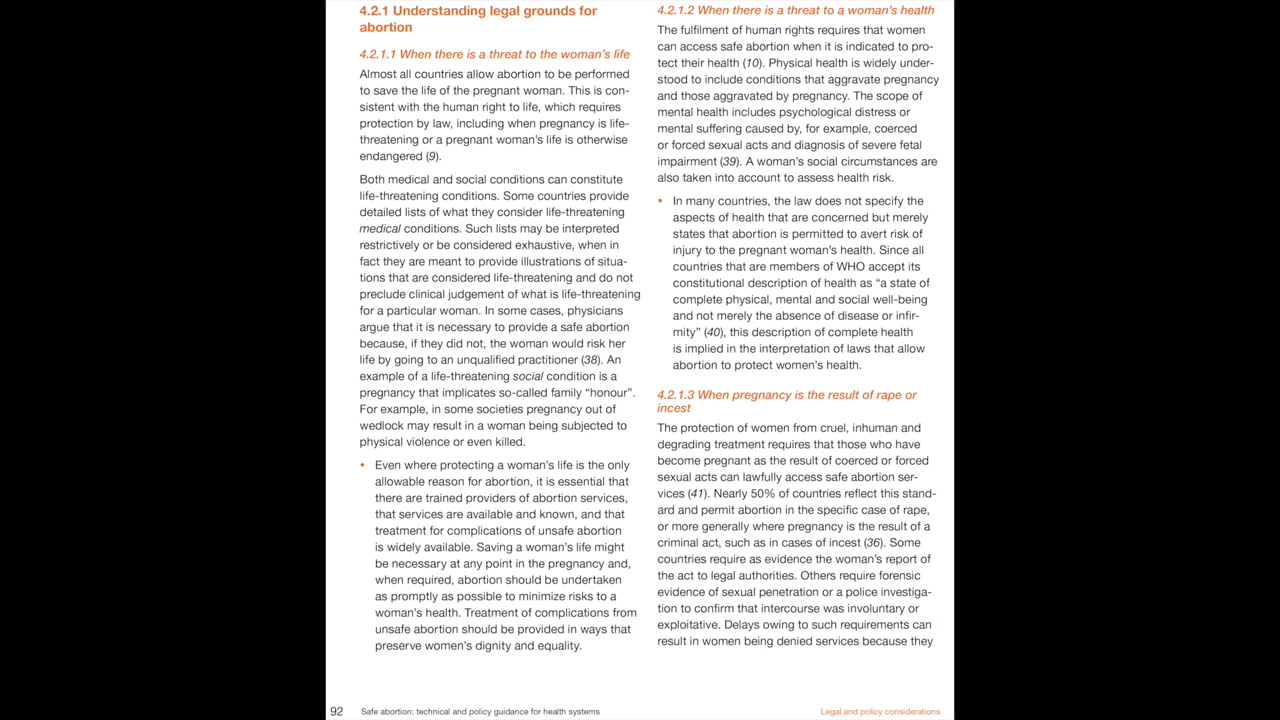 4.2.1 Understanding legal grounds for
abortion
4.2.1.1 When there is a threat to the woman's life
Almost all countries allow abortion to be performed
to save the life of the pregnant woman. This is con-
sistent with the human right to life, which requires
protection by law, including when pregnancy is life-
threatening or a pregnant woman's life is otherwise
endangered (9).
Both medical and social conditions can constitute
life-threatening conditions. Some countries provide
detailed lists of what they consider life-threatening
medical conditions. Such lists may be interpreted
restrictively or be considered exhaustive, when in
fact they are meant to provide illustrations of situa-
tions that are considered life-threatening and do not
preclude clinical judgement of what is life-threatening
for a particular woman. In some cases, physicians
argue that it is necessary to provide a safe abortion
because, if they did not, the woman would risk her
life by going to an unqualified practitioner (38). An
example of a life-threatening social condition is a
pregnancy that implicates so-called family "honour".
For example, in some societies pregnancy out of
wedlock may result in a woman being subjected to
physical violence or even killed.
• Even where protecting a woman's life is the only
allowable reason for abortion, it is essential that
there are trained providers of abortion services,
that services are available and known, and that
treatment for complications of unsafe abortion
is widely available. Saving a woman's life might
be necessary at any point in the pregnancy and,
when required, abortion should be undertaken
as promptly as possible to minimize risks to a
woman's health. Treatment of complications from
unsafe abortion should be provided in ways that
preserve women's dignity and equality.
4.2.1.2 When there is a threat to a woman's health
The fulfilment of human rights requires that women
can access safe abortion when it is indicated to pro-
tect their health (10). Physical health is widely under-
stood to include conditions that aggravate pregnancy
and those aggravated by pregnancy. The scope of
mental health includes psychological distress or
mental suffering caused by, for example, coerced
or forced sexual acts and diagnosis of severe fetal
impairment (39). A woman's social circumstances are
also taken into account to assess health risk.
• In many countries, the law does not specify the
aspects of health that are concerned but merely
states that abortion is permitted to avert risk of
injury to the pregnant woman's health. Since all
countries that are members of WHO accept its
constitutional description of health as "a state of
complete physical, mental and social well-being
and not merely the absence of disease or infir-
mity" (40), this description of complete health
is implied in the interpretation of laws that allow
abortion to protect women's health.
4.2.1.3 When pregnancy is the result of rape or
incest
The protection of women from cruel, inhuman and
degrading treatment requires that those who have
become pregnant as the result of coerced or forced
sexual acts can lawfully access safe abortion ser-
vices (41). Nearly 50% of countries reflect this stand-
ard and permit abortion in the specific case of rape,
or more generally where pregnancy is the result of a
criminal act, such as in cases of incest (36). Some
countries require as evidence the woman's report of
the act to legal authorities. Others require forensic
evidence of sexual penetration or a police investiga-
tion to confirm that intercourse was involuntary or
exploitative. Delays owing to such requirements can
result in women being denied services because they
92 Safe abortion: technical and policy guidance for health systems
Legal and policy considerations